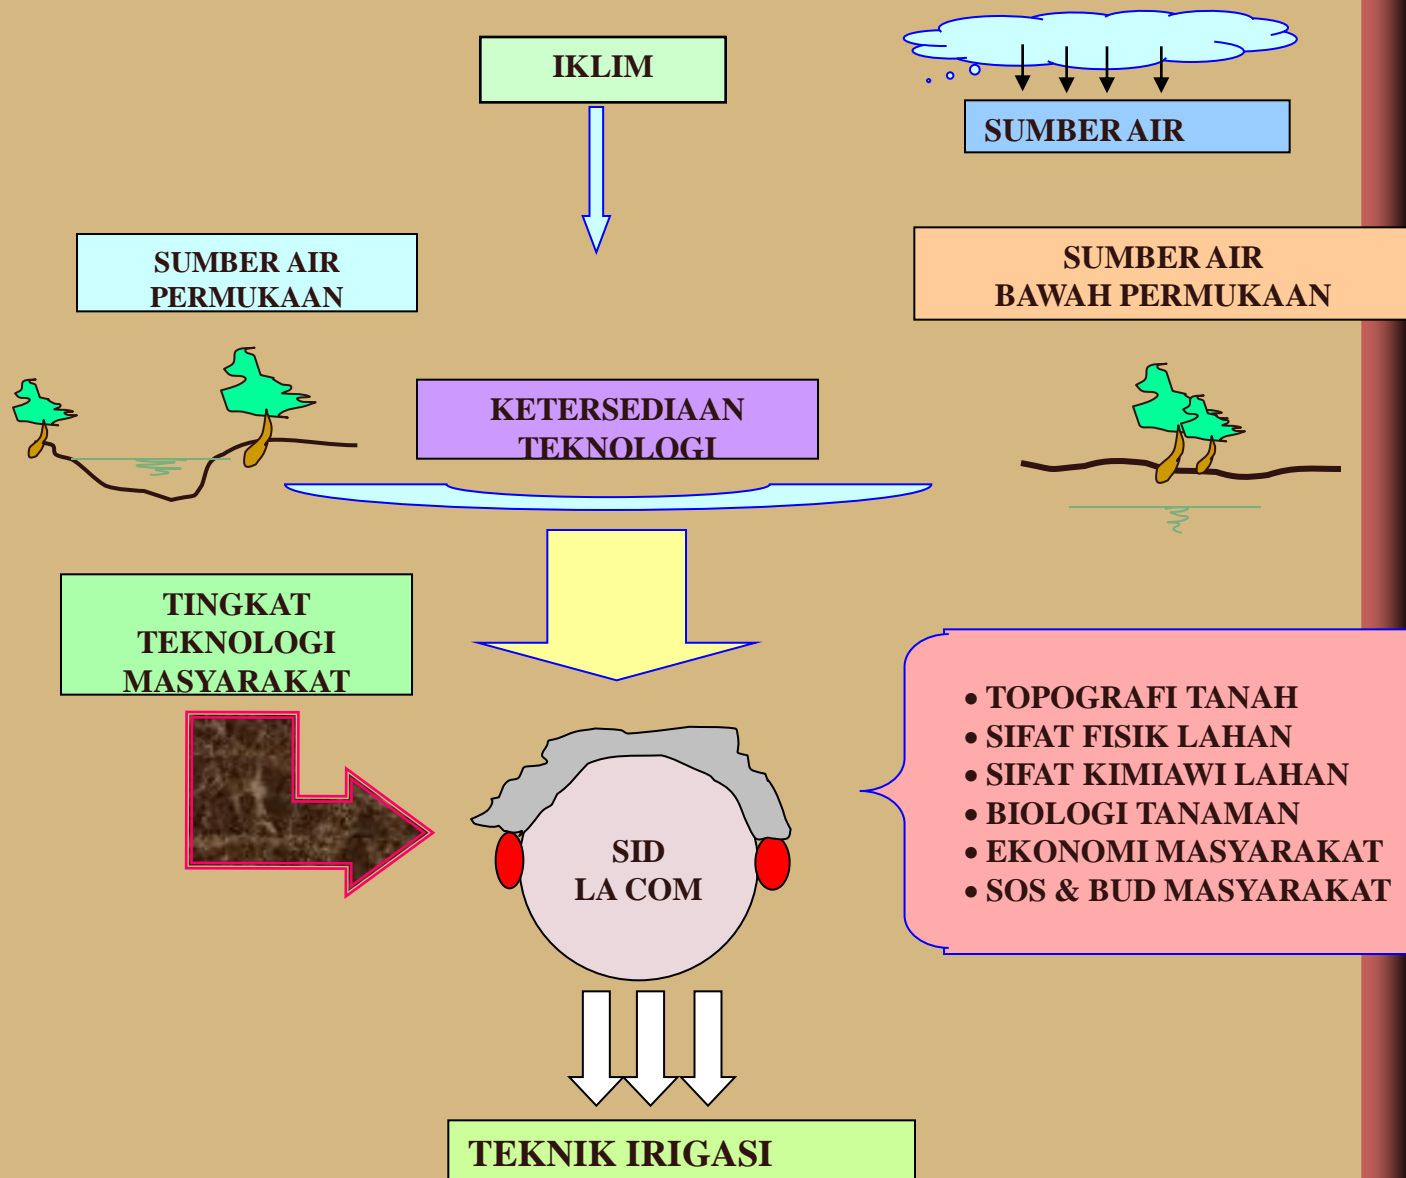 IKLIM
SUMBER AIR
SUMBER AIR
PERMUKAAN
SUMBER AIR
BAWAH PERMUKAAN
KETERSEDIAAN
TEKNOLOGI
TINGKAT
TEKNOLOGI
MASYARAKAT
• TOPOGRAFI TANAH
• SIFAT FISIK LAHAN
• SIFAT KIMIAWI LAHAN
• BIOLOGI TANAMAN
• EKONOMI MASYARAKAT
• SOS & BUD MASYARAKAT
SID
LA COM
TEKNIK IRIGASI